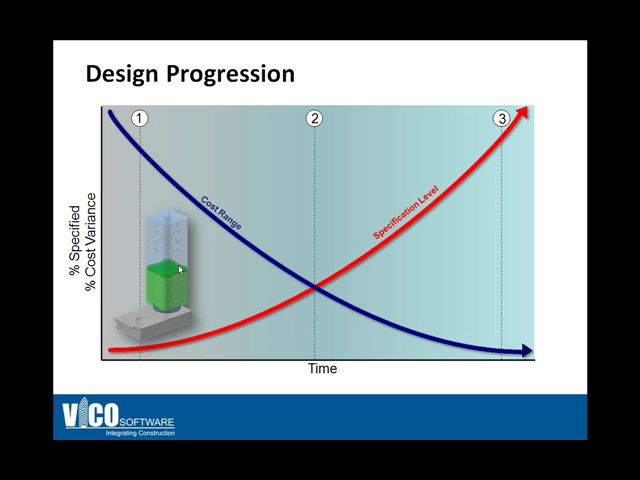 Design Progression
1
2
3
Cost Range
Specification Level
% Specified
% Cost Variance
Time
VICO SOFTWARE
Integrating Construction